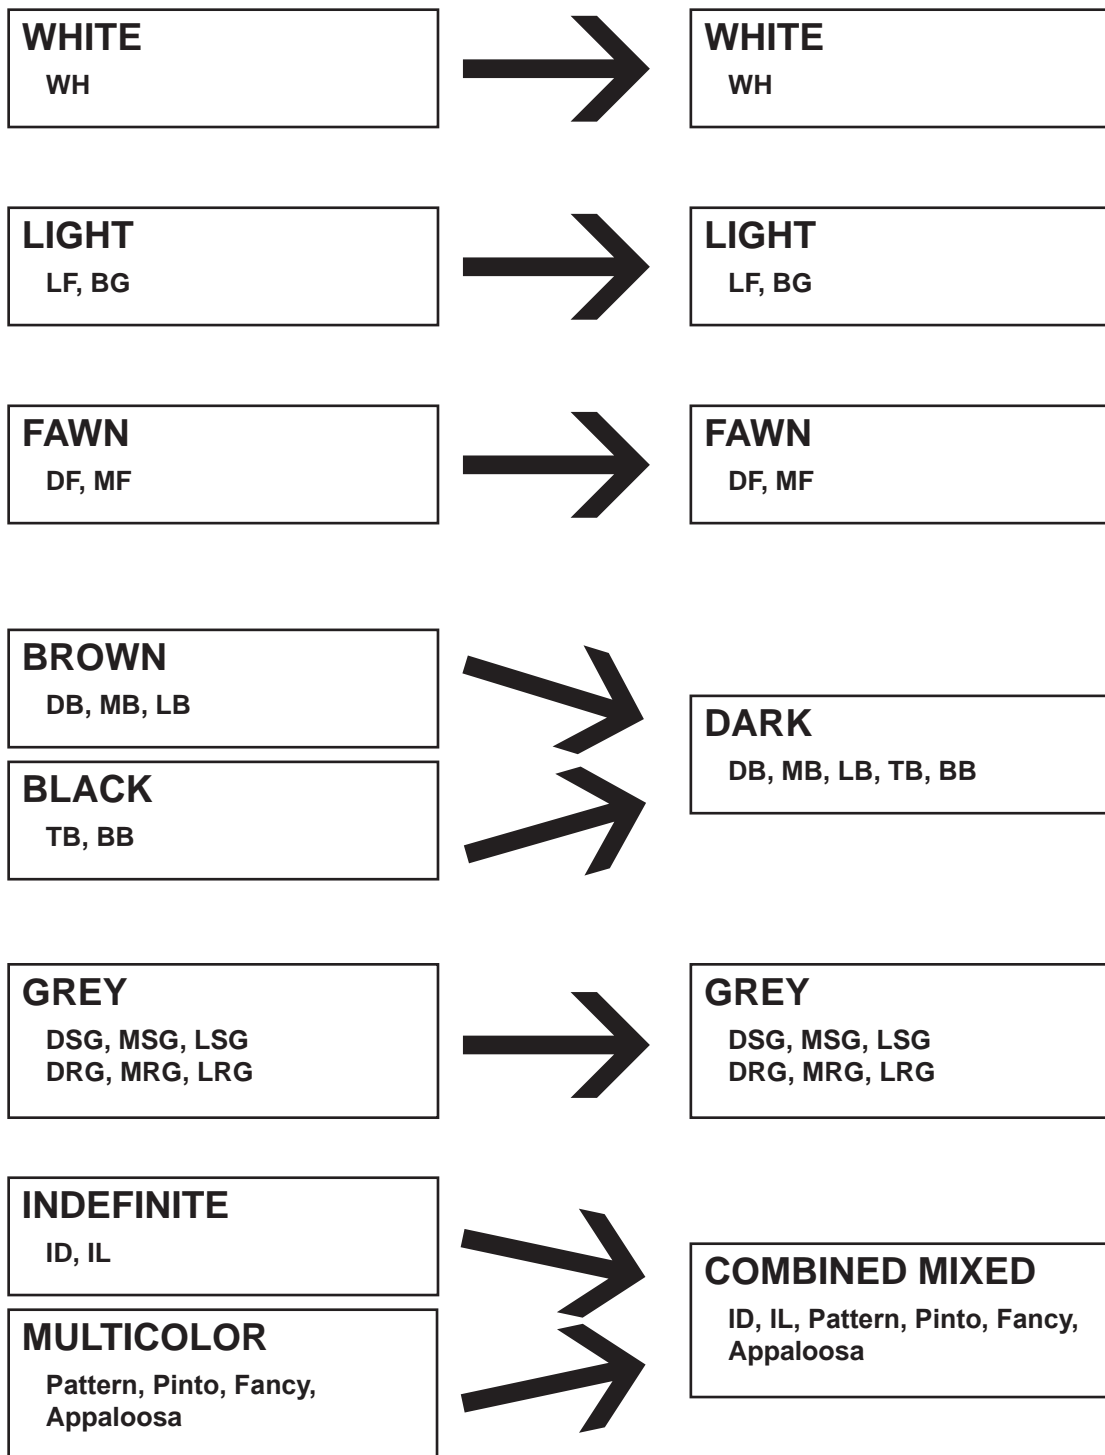 WHITE
WH
WHITE
WH
LIGHT
LF, BG
LIGHT
LF, BG
FAWN
DF, MF
FAWN
DF, MF
BROWN
DB, MB, LB
BLACK
TB, BB
DARK
DB, MB, LB, TB, BB
GREY
DSG, MSG, LSG
DRG, MRG, LRG
GREY
DSG, MSG, LSG
DRG, MRG, LRG
INDEFINITE
ID, IL
MULTICOLOR
Pattern, Pinto, Fancy,
Appaloosa
COMBINED MIXED
ID, IL, Pattern, Pinto, Fancy,
Appaloosa